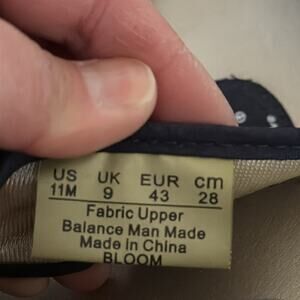 US UK EUR cm
11M 9 43 28
Fabric Upper
Balance Man Made
Made in China
BLOOM